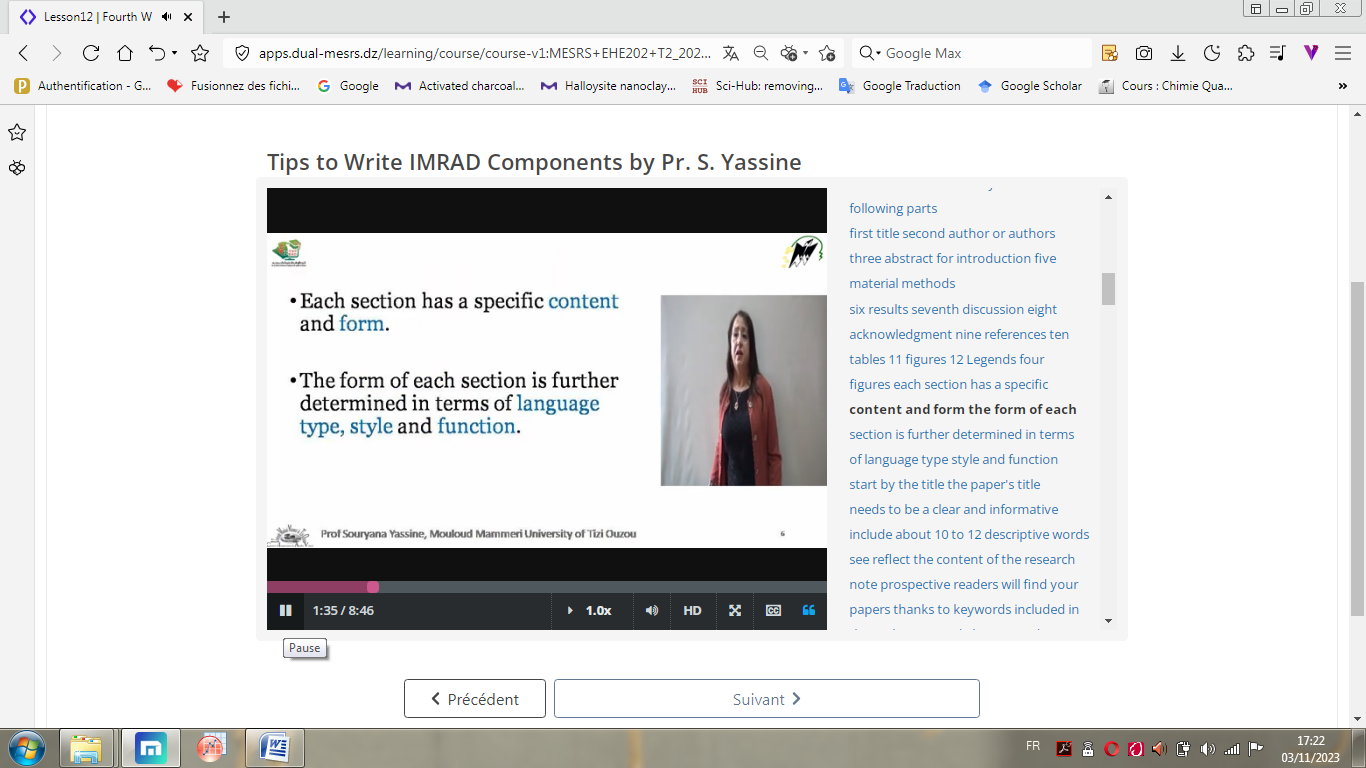 Lesson12 | Fourth W
apps.dual-mesrs.dz/learning/course/course-v1:MESRS+EHE202+T2_202...
Google Max
Authentification - G...
Fusionnez des fichi...
Google
Activated charcoal...
Halloysite nanoclay...
SCI HUB
Sci-Hub: removing...
Google Traduction
Google Scholar
Cours : Chimie Qua...
Tips to Write IMRAD Components by Pr. S. Yassine
• Each section has a specific content
and form.
• The form of each section is further
determined in terms of language
type, style and function.
Prof Souryana Yassine, Mouloud Mammeri University of Tizi Ouzou
6
1:35 / 8:46
1.0x
HD
CC
Pause
following parts
first title second author or authors
three abstract for introduction five
material methods
six results seventh discussion eight
acknowledgment nine references ten
tables 11 figures 12 Legends four
figures each section has a specific
content and form the form of each
section is further determined in terms
of language type style and function
start by the title the paper's title
needs to be a clear and informative
include about 10 to 12 descriptive words
see reflect the content of the research
note prospective readers will find your
papers thanks to keywords included in
Précédent
Suivant
FR
17:22
03/11/2023